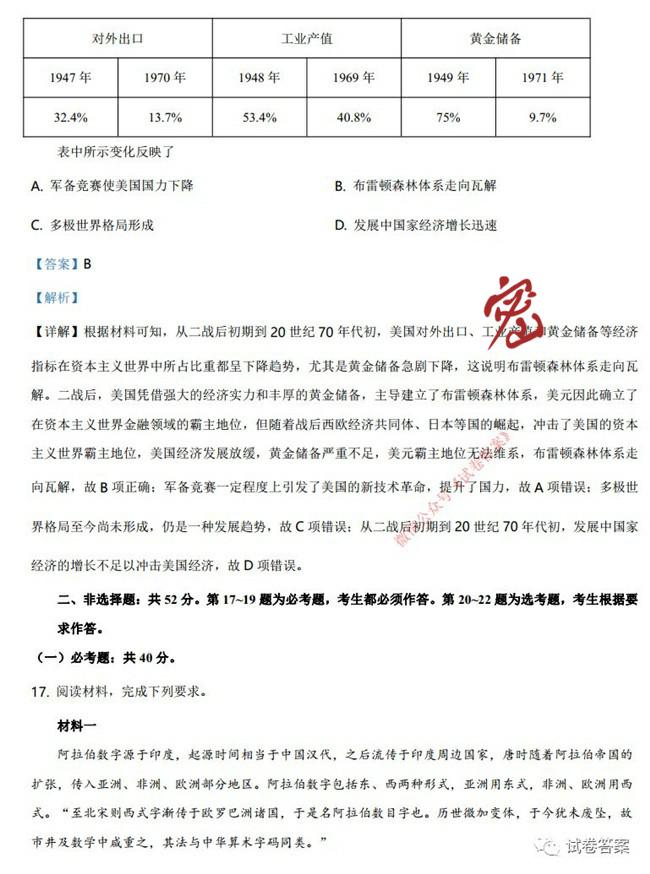 对外出口 工业产值 黄金储备
1947 年 1970 年 1948 年 1969 年 1949 年 1971 年
32.4% 13.7% 53.4% 40.8% 75% 9.7%
表中所示变化反映了
A. 军备竞赛使美国国力下降 B. 布雷顿森林体系走向瓦解
C. 多极世界格局形成 D. 发展中国家经济增长迅速
【答案】B
【解析】
【详解】根据材料可知，从二战后初期到 20 世纪 70 年代初，美国对外出口、工业产值和黄金储备等经济
指标在资本主义世界中所占比重都呈下降趋势，尤其是黄金储备急剧下降，这说明布雷顿森林体系走向瓦
解。二战后，美国凭借强大的经济实力和丰厚的黄金储备，主导建立了布雷顿森林体系，美元因此确立了
在资本主义世界金融领域的霸主地位，但随着战后西欧经济共同体、日本等国的崛起，冲击了美国的资本
主义世界霸主地位，美国经济发展放缓，黄金储备严重不足，美元霸主地位无法维系，布雷顿森林体系走
向瓦解，故 B 项正确；军备竞赛一定程度上引发了美国的新技术革命，提升了国力，故 A 项错误；多极世
界格局至今尚未形成，仍是一种发展趋势，故 C 项错误；从二战后初期到 20 世纪 70 年代初，发展中国家
经济的增长不足以冲击美国经济，故 D 项错误。
二、非选择题：共 52 分。第 17~19 题为必考题，考生都必须作答。第 20~22 题为选考题，考生根据要
求作答。
（一）必考题：共 40 分。
17. 阅读材料，完成下列要求。
材料一
阿拉伯数字源于印度，起源时间相当于中国汉代，之后流传于印度周边国家，唐时随着阿拉伯帝国的
扩张，传入亚洲、非洲、欧洲部分地区。阿拉伯数字包括东、西两种形式，亚洲用东式，非洲、欧洲用西
式。“至北宋则西式字渐传于欧罗巴洲诸国，于是名阿拉伯数目字也。历世微加变体，于今犹未废坠，故
市井及数学中咸重之，其法与中华算术字码同类。”
密
微信公众号《试卷答案》
试卷答案